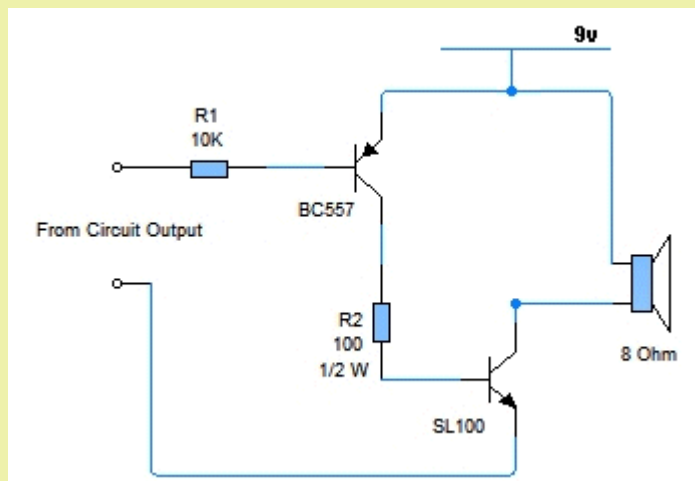 9v
R1
10K
BC557
From Circuit Output
R2
100
1/2 W
8 Ohm
SL100